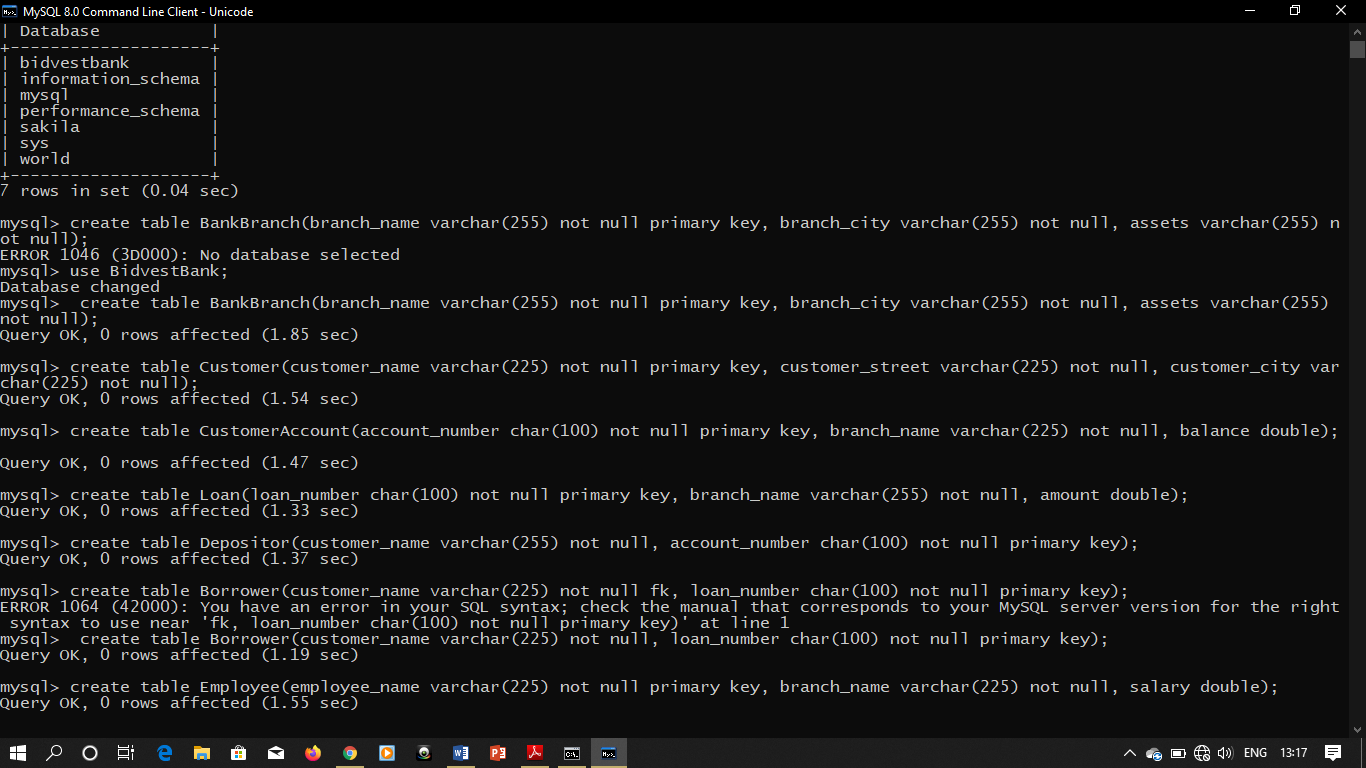 MySQL 8.0 Command Line Client - Unicode
| Database           |
+--------------------+
| bidvestbank        |
| information_schema |
| mysql              |
| performance_schema |
| sakila             |
| sys                |
| world              |
+--------------------+
7 rows in set (0.04 sec)
mysql> create table BankBranch(branch_name varchar(255) not null primary key, branch_city varchar(255) not null, assets varchar(255) n
ot null);
ERROR 1046 (3D000): No database selected
mysql> use BidvestBank;
Database changed
mysql>  create table BankBranch(branch_name varchar(255) not null primary key, branch_city varchar(255) not null, assets varchar(255)
not null);
Query OK, 0 rows affected (1.85 sec)
mysql> create table Customer(customer_name varchar(225) not null primary key, customer_street varchar(225) not null, customer_city var
char(225) not null);
Query OK, 0 rows affected (1.54 sec)
mysql> create table CustomerAccount(account_number char(100) not null primary key, branch_name varchar(225) not null, balance double);
Query OK, 0 rows affected (1.47 sec)
mysql> create table Loan(loan_number char(100) not null primary key, branch_name varchar(255) not null, amount double);
Query OK, 0 rows affected (1.33 sec)
mysql> create table Depositor(customer_name varchar(255) not null, account_number char(100) not null primary key);
Query OK, 0 rows affected (1.37 sec)
mysql> create table Borrower(customer_name varchar(225) not null fk, loan_number char(100) not null primary key);
ERROR 1064 (42000): You have an error in your SQL syntax; check the manual that corresponds to your MySQL server version for the right
 syntax to use near 'fk, loan_number char(100) not null primary key)' at line 1
mysql>  create table Borrower(customer_name varchar(225) not null, loan_number char(100) not null primary key);
Query OK, 0 rows affected (1.19 sec)
mysql> create table Employee(employee_name varchar(225) not null primary key, branch_name varchar(225) not null, salary double);
Query OK, 0 rows affected (1.55 sec)
ENG 13:17